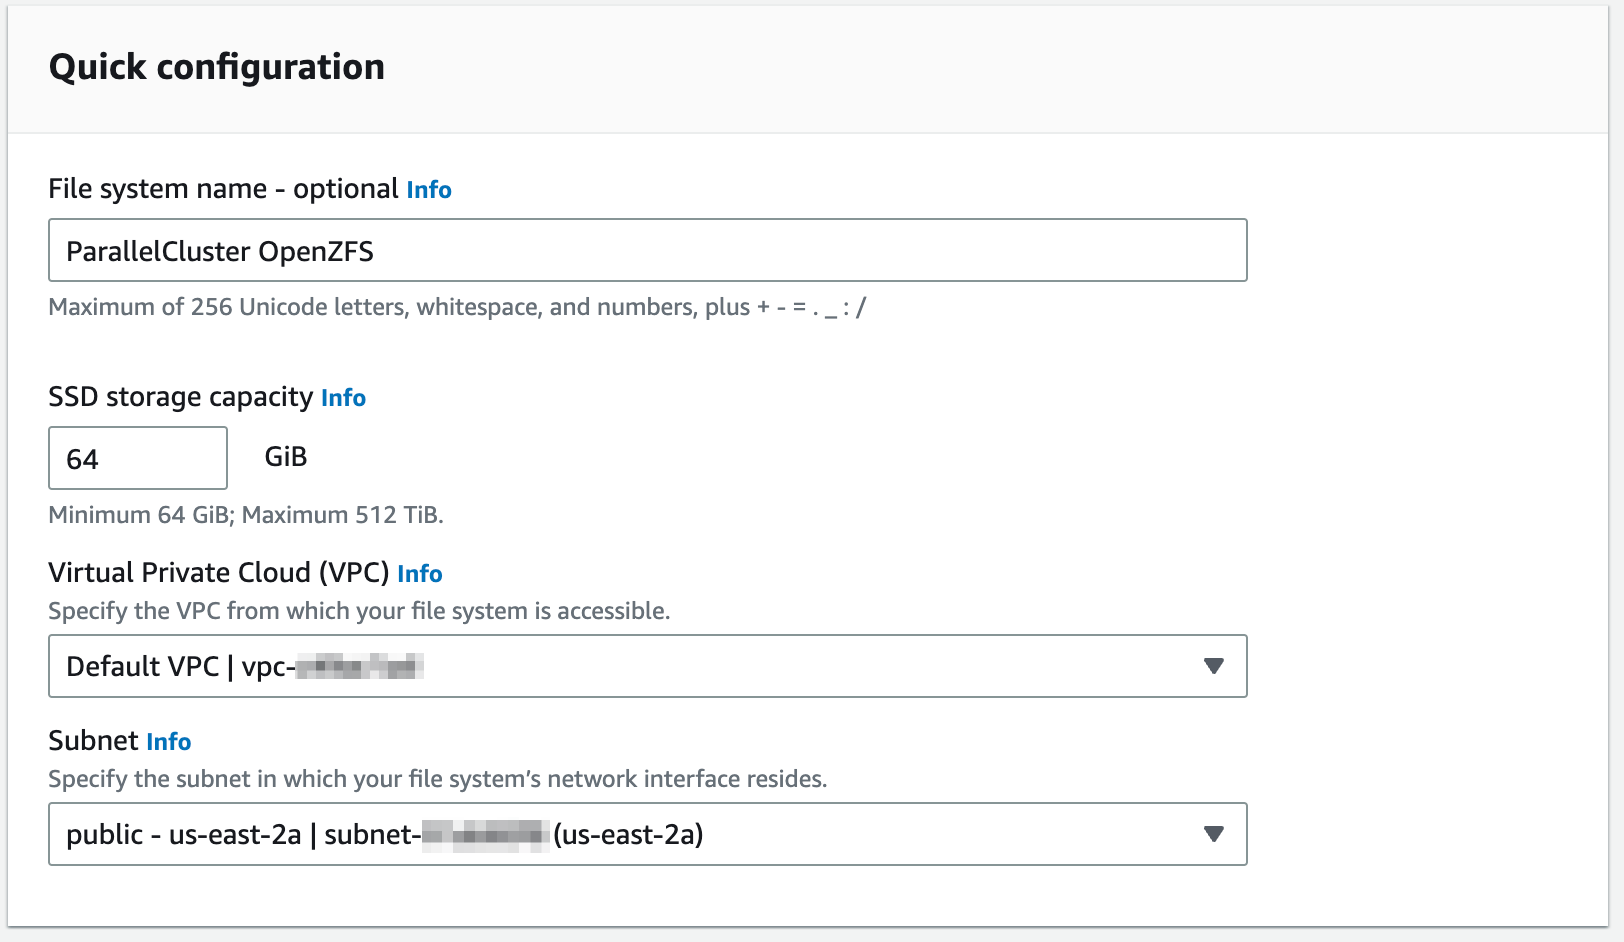 Quick configuration
File system name - optional Info
ParallelCluster OpenZFS
Maximum of 256 Unicode letters, whitespace, and numbers, plus + - = . _ : /
SSD storage capacity Info
64 GiB
Minimum 64 GiB; Maximum 512 TiB.
Virtual Private Cloud (VPC) Info
Specify the VPC from which your file system is accessible.
Default VPC | vpc-
Subnet Info
Specify the subnet in which your file system’s network interface resides.
public - us-east-2a | subnet- (us-east-2a)